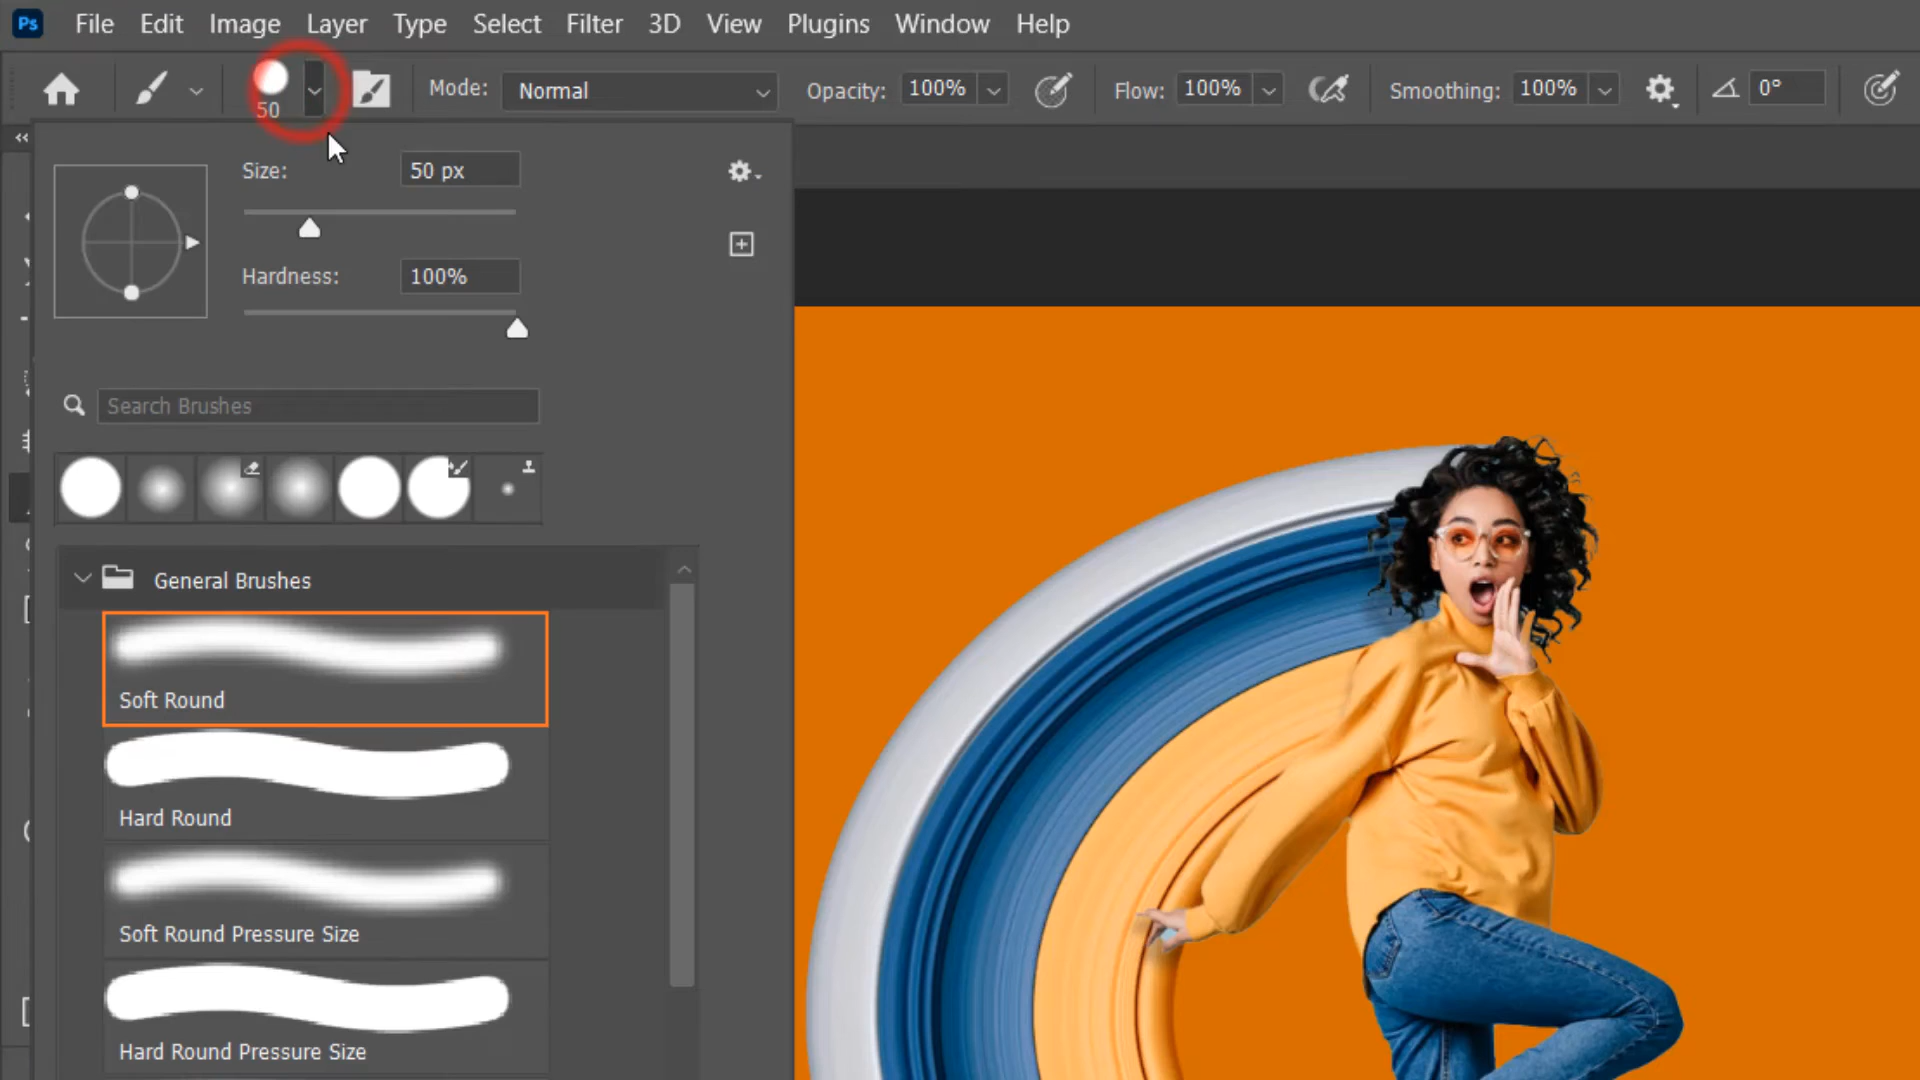 Ps File Edit Image Layer Type Select Filter 3D View Plugins Window Help
50 Mode: Normal Opacity: 100% Flow: 100% Smoothing: 100% 0°
Size: 50 px
Hardness: 100%
Search Brushes
General Brushes
Soft Round
Hard Round
Soft Round Pressure Size
Hard Round Pressure Size